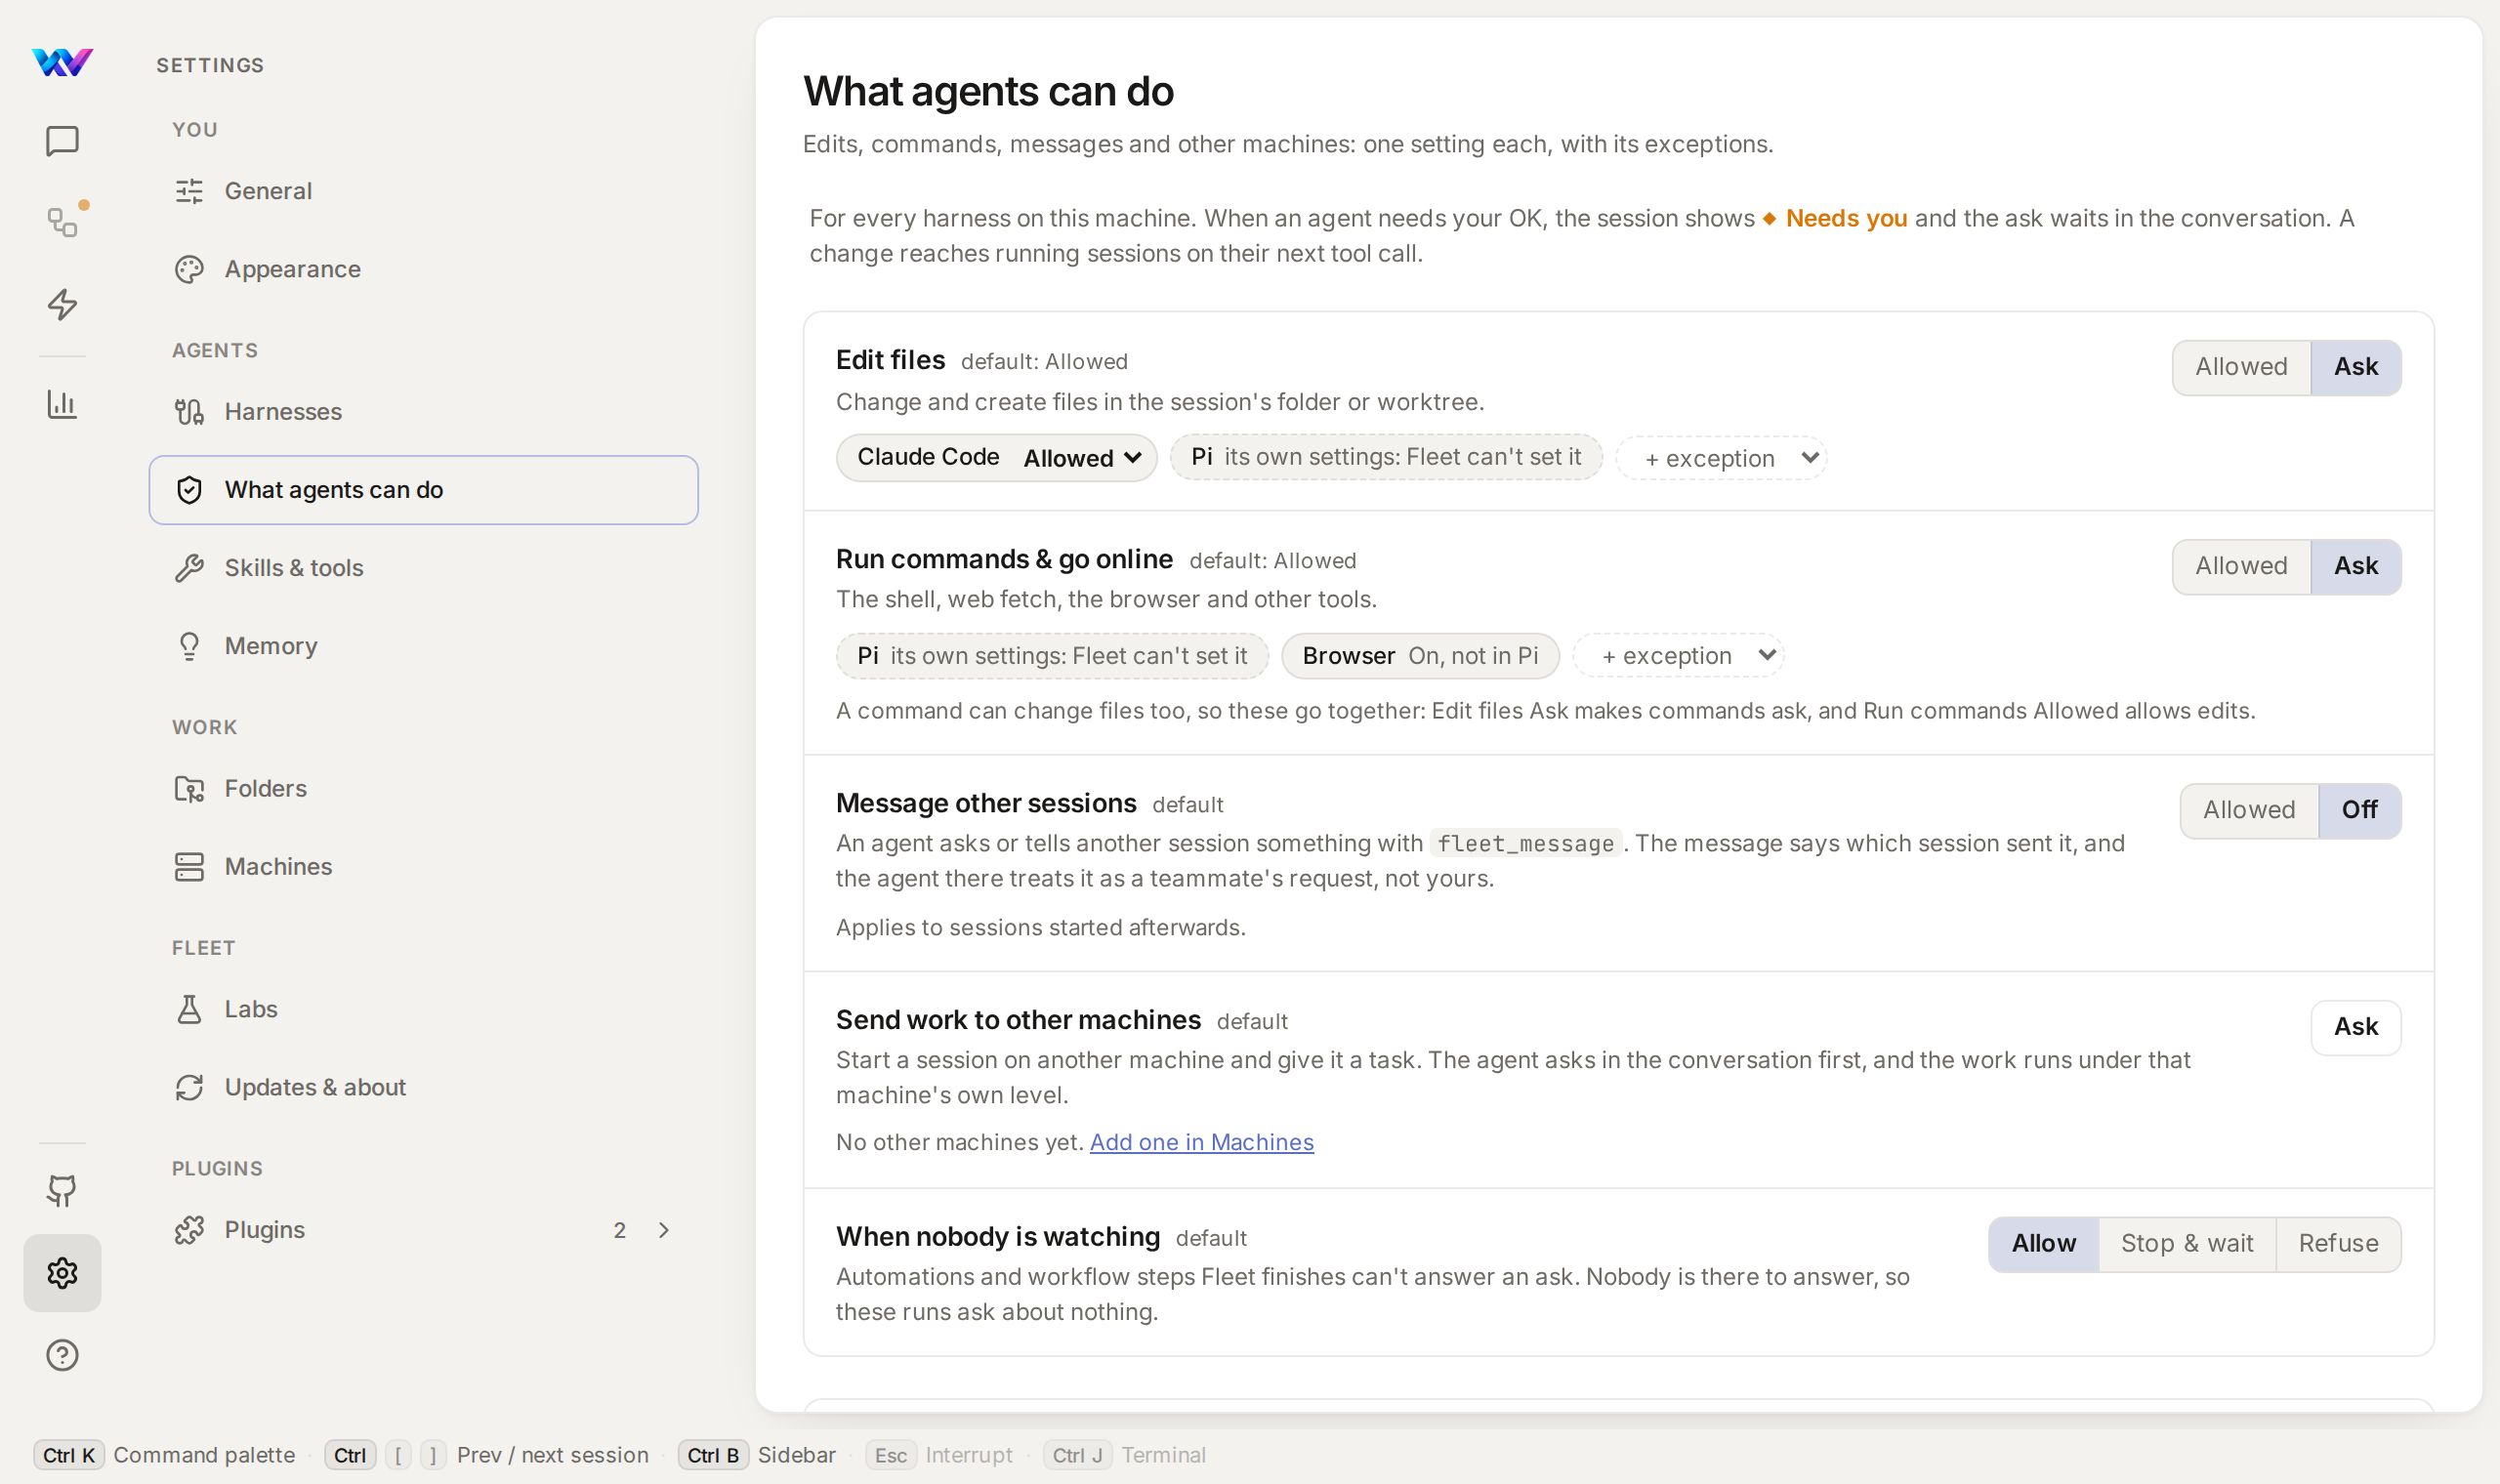 SETTINGS
YOU
General
Appearance
AGENTS
Harnesses
What agents can do
Skills & tools
Memory
WORK
Folders
Machines
FLEET
Labs
Updates & about
PLUGINS
Plugins 2
What agents can do
Edits, commands, messages and other machines: one setting each, with its exceptions.
For every harness on this machine. When an agent needs your OK, the session shows ◆ Needs you and the ask waits in the conversation. A
change reaches running sessions on their next tool call.
Edit files default: Allowed
Allowed Ask
Change and create files in the session's folder or worktree.
Claude Code Allowed Pi its own settings: Fleet can't set it + exception
Run commands & go online default: Allowed
Allowed Ask
The shell, web fetch, the browser and other tools.
Pi its own settings: Fleet can't set it Browser On, not in Pi + exception
A command can change files too, so these go together: Edit files Ask makes commands ask, and Run commands Allowed allows edits.
Message other sessions default
Allowed Off
An agent asks or tells another session something with fleet_message. The message says which session sent it, and
the agent there treats it as a teammate's request, not yours.
Applies to sessions started afterwards.
Send work to other machines default
Ask
Start a session on another machine and give it a task. The agent asks in the conversation first, and the work runs under that
machine's own level.
No other machines yet. Add one in Machines
When nobody is watching default
Allow Stop & wait Refuse
Automations and workflow steps Fleet finishes can't answer an ask. Nobody is there to answer, so
these runs ask about nothing.
Ctrl K Command palette · Ctrl [ ] Prev / next session · Ctrl B Sidebar · Esc Interrupt · Ctrl J Terminal